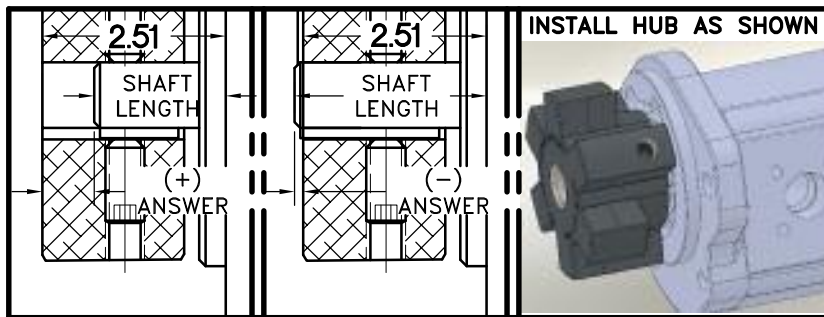 2.51
SHAFT
LENGTH
(+)
ANSWER
2.51
SHAFT
LENGTH
(-)
ANSWER
INSTALL HUB AS SHOWN